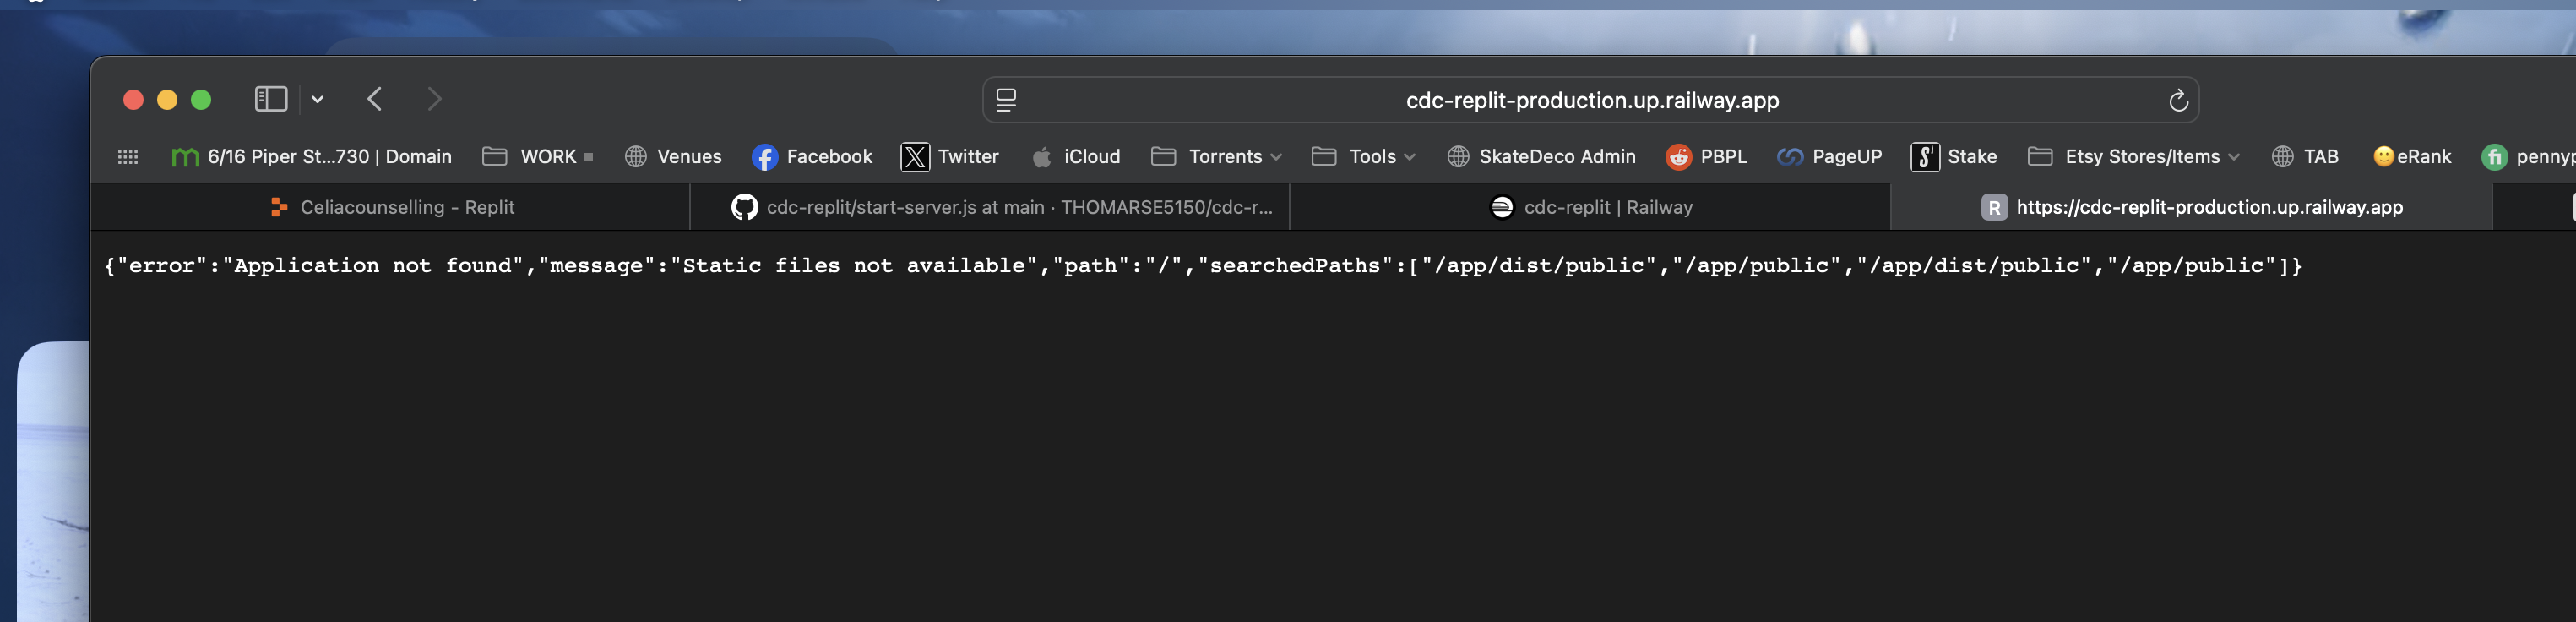 cdc-replit-production.up.railway.app
6/16 Piper St...730 | Domain WORK Venues Facebook Twitter iCloud Torrents Tools SkateDeco Admin PBPL PageUP Stake Etsy Stores/Items TAB eRank pennyp
Celiacounselling - Replit cdc-replit/start-server.js at main · THOMARSE5150/cdc-r... cdc-replit | Railway R https://cdc-replit-production.up.railway.app
{"error":"Application not found","message":"Static files not available","path":"/","searchedPaths":["/app/dist/public","/app/public","/app/dist/public","/app/public"]}